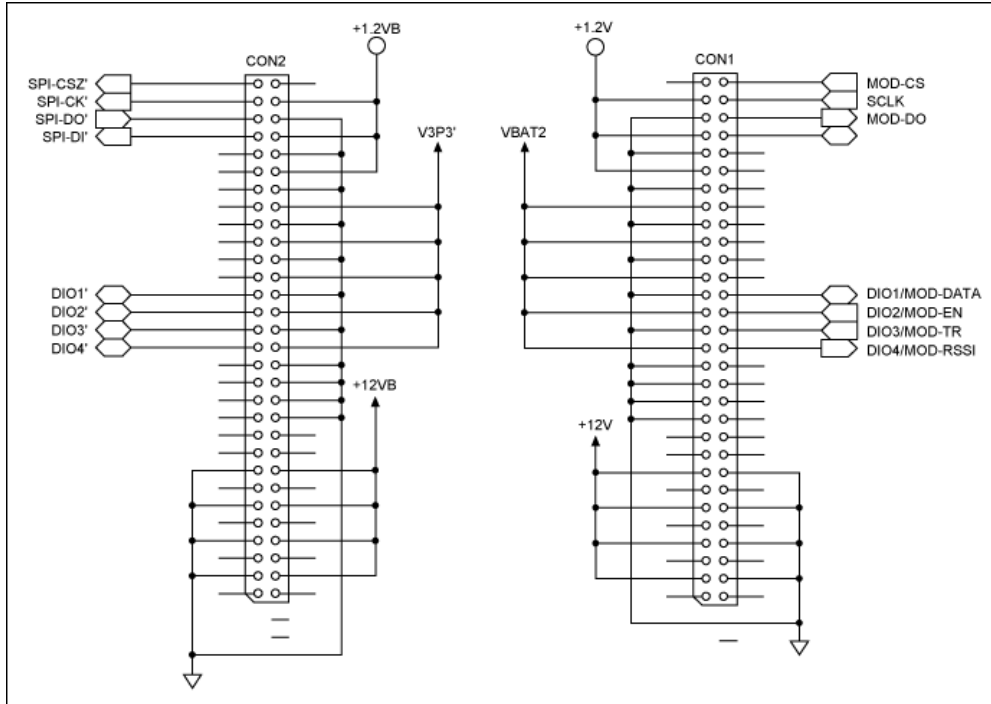 +1.2VB
+1.2V
CON2
CON1
SPI-CSZ'
SPI-CK'
SPI-DO'
SPI-DI'
MOD-CS
SCLK
MOD-DO
V3P3'
VBAT2
DIO1'
DIO2'
DIO3'
DIO4'
DIO1/MOD-DATA
DIO2/MOD-EN
DIO3/MOD-TR
DIO4/MOD-RSSI
+12VB
+12V